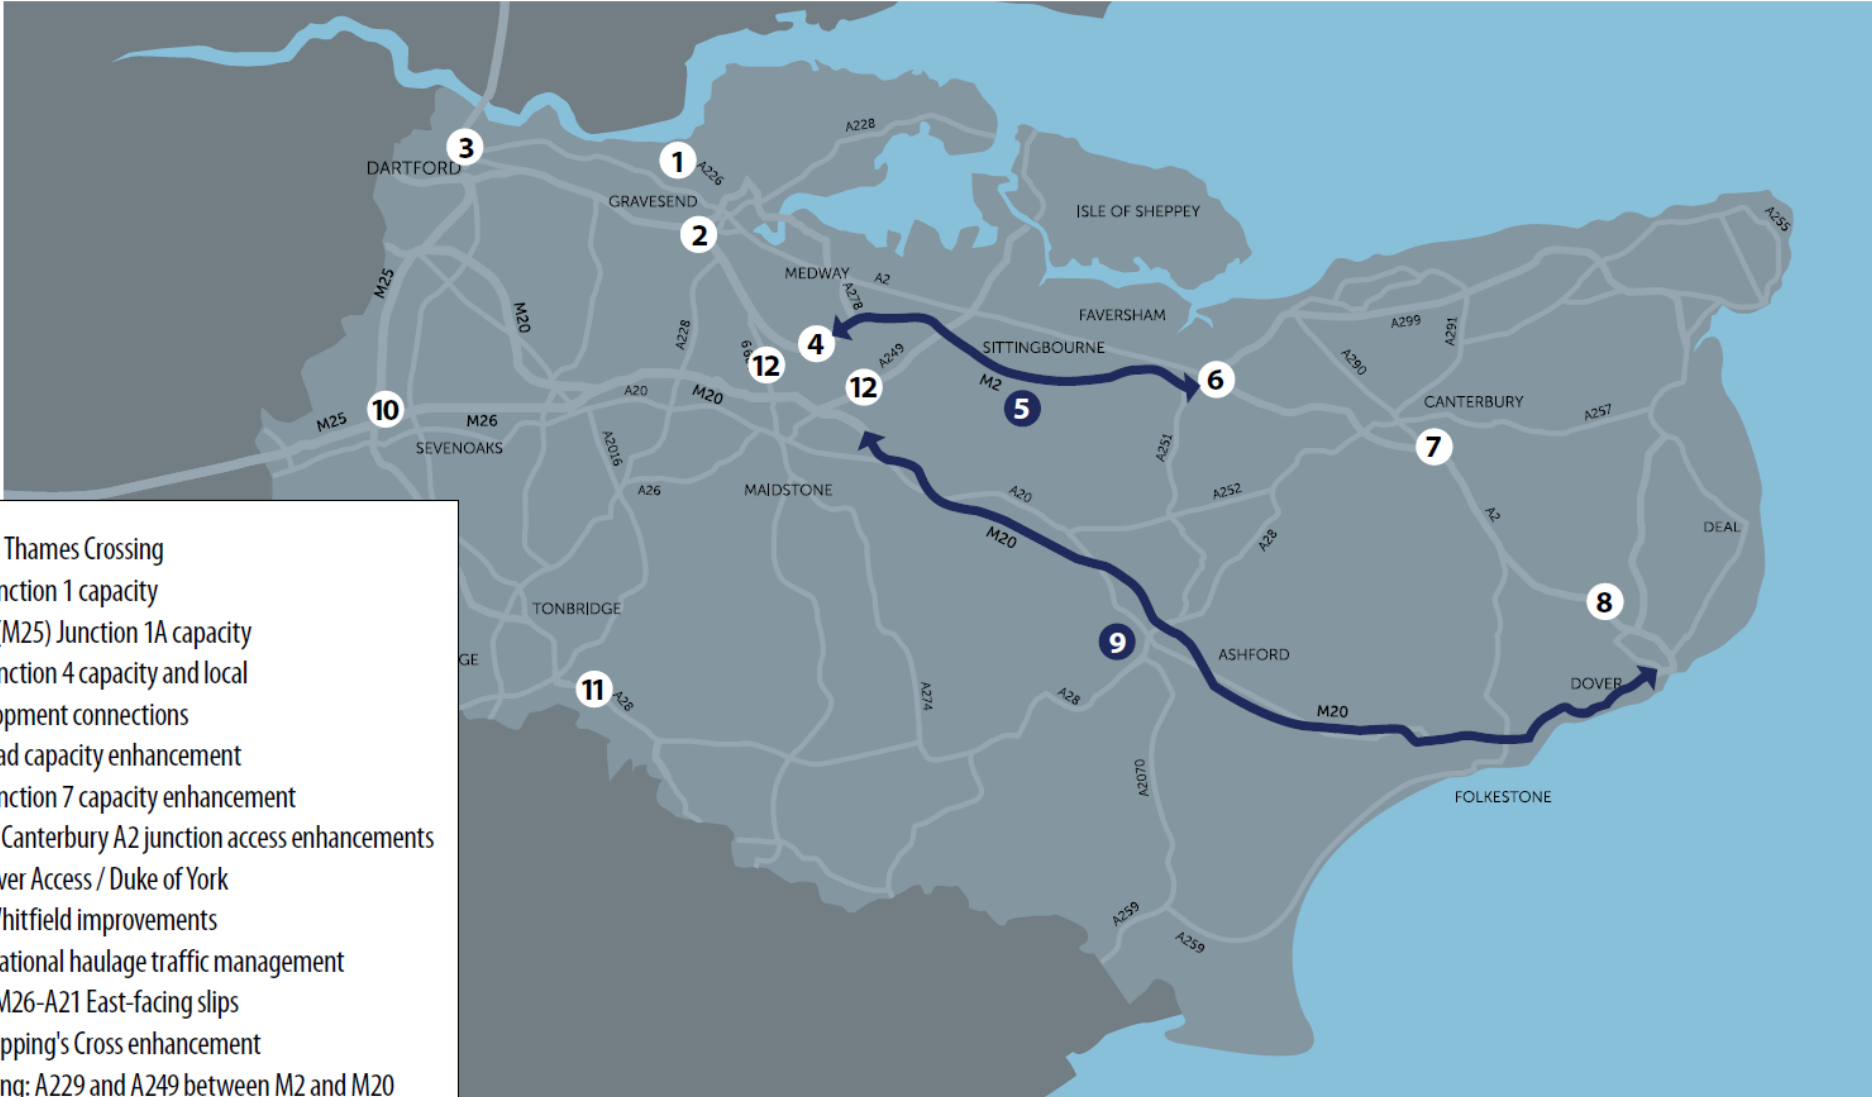 3
1
A228
DARTFORD
A226
GRAVESEND
ISLE OF SHEPPEY
A255
2
M25
MEDWAY
A2
A278
M20
FAVERSHAM
A228
4
A299
A291
SITTINGBOURNE
A249
A290
12
12
M2
6
A20
M20
5
CANTERBURY
10
A257
M25
M26
SEVENOAKS
A2016
A251
7
A26
MAIDSTONE
A20
A252
A2
M20
A28
DEAL
Thames Crossing
nction 1 capacity
(M25) Junction 1A capacity
nction 4 capacity and local
opment connections
ad capacity enhancement
nction 7 capacity enhancement
Canterbury A2 junction access enhancements
ver Access / Duke of York
Whitfield improvements
ational haulage traffic management
M26-A21 East-facing slips
pping's Cross enhancement
ng: A229 and A249 between M2 and M20
TONBRIDGE
8
9
GE
ASHFORD
11
A28
A274
A28
DOVER
M20
A2070
FOLKESTONE
A259
A259